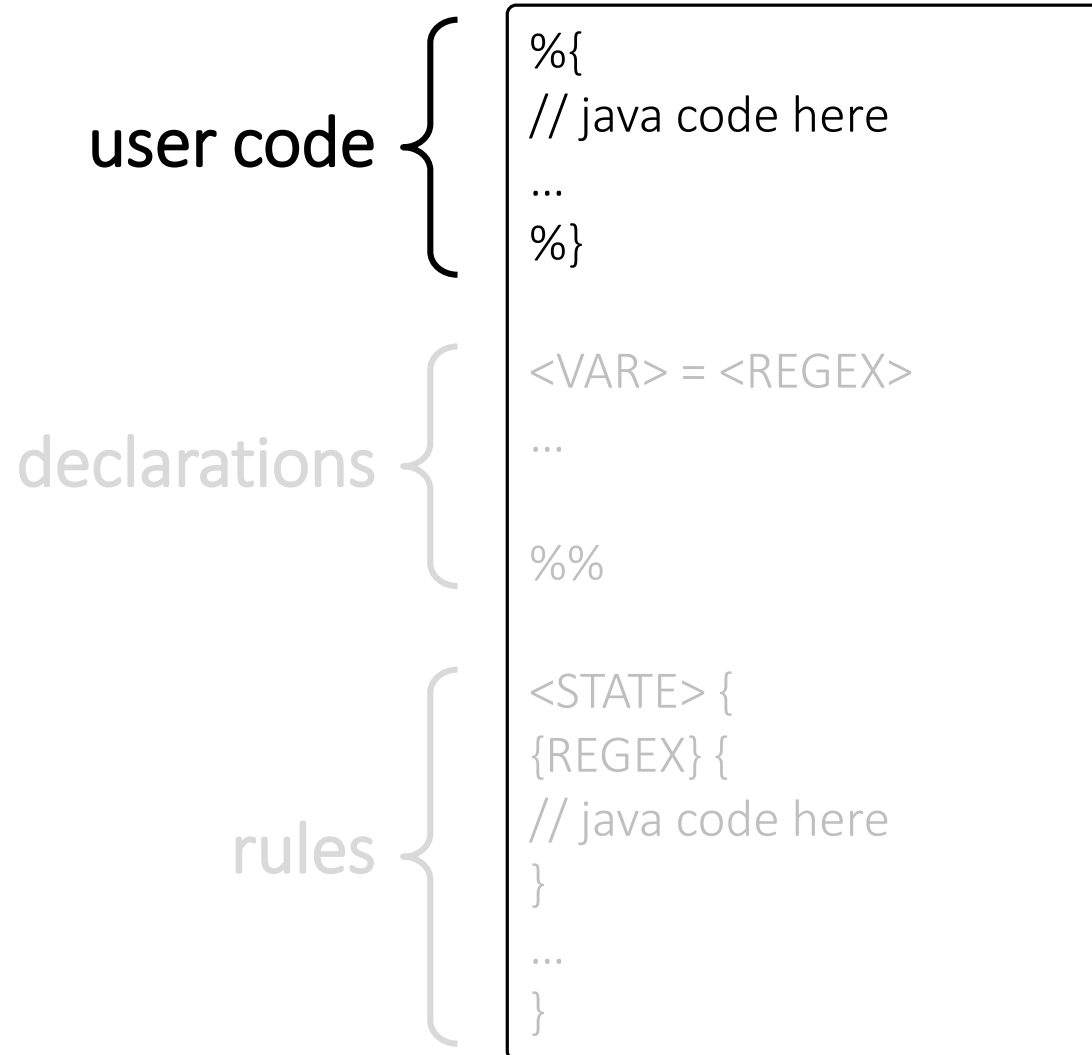 user code
%{
// java code here
...
%}
declarations
<VAR> = <REGEX>
...
%%
rules
<STATE> {
{REGEX} {
// java code here
}
...
}